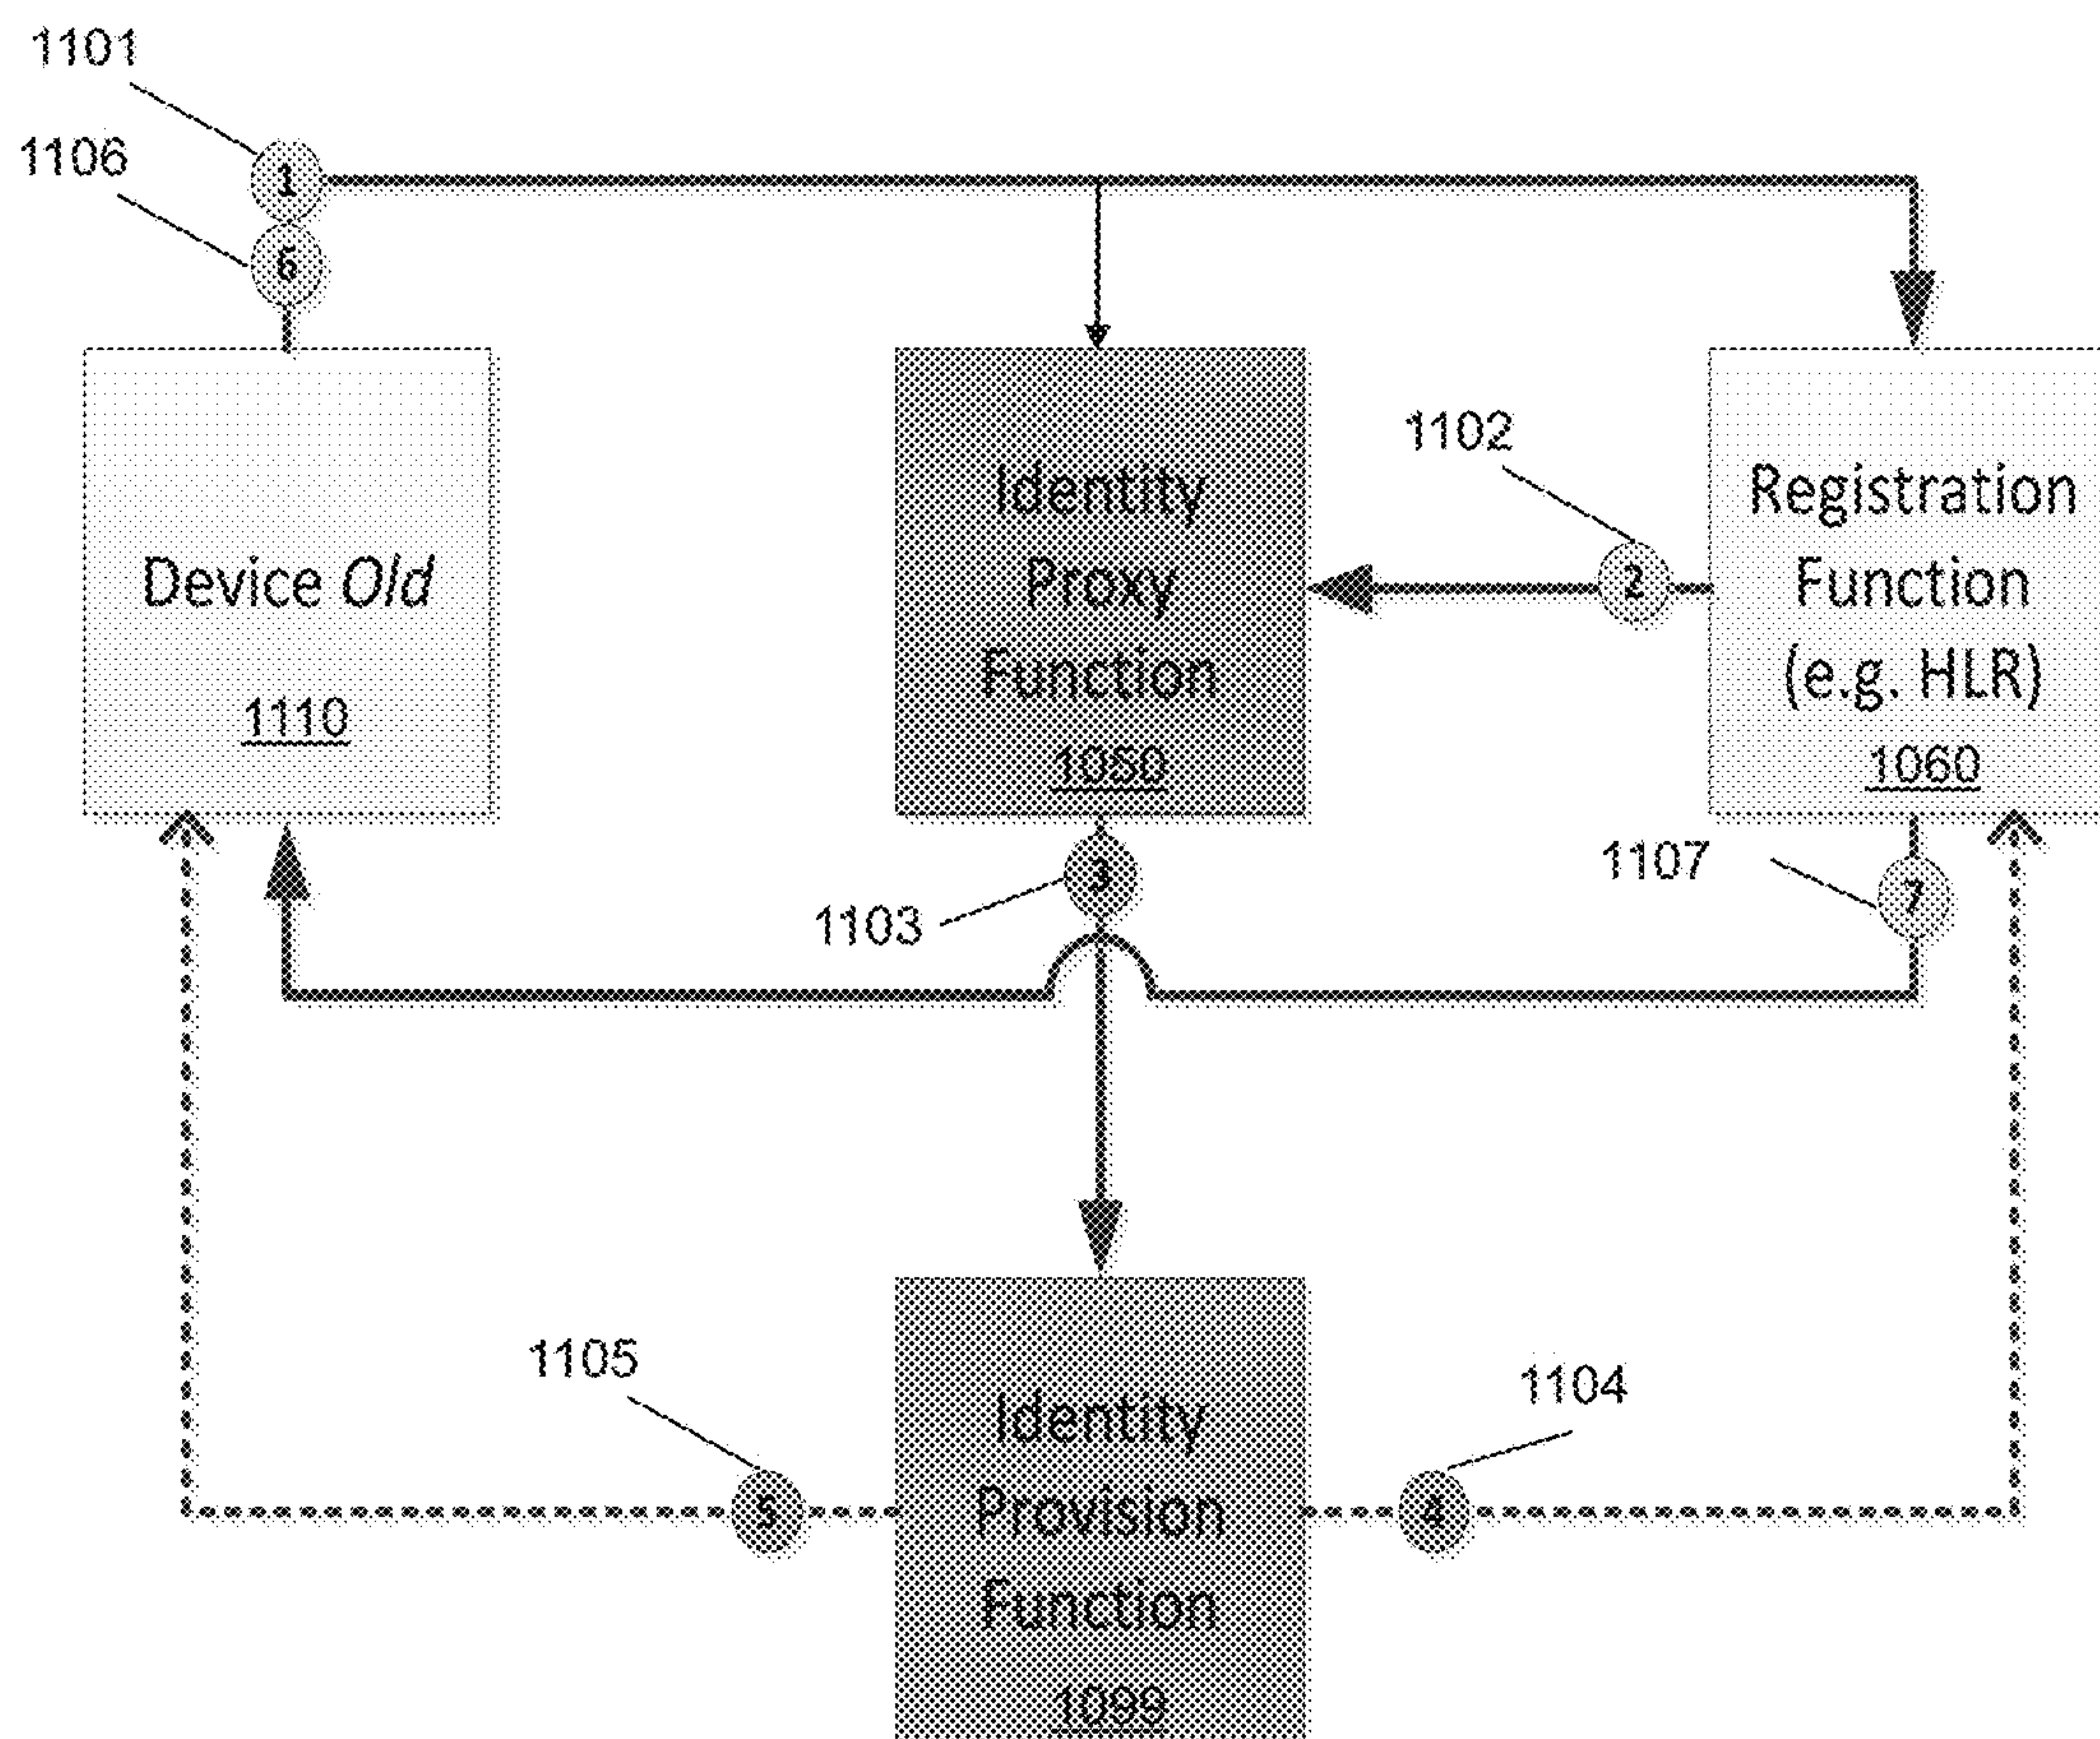 1101
1106
1
6
Device Old
1110
Identity
Proxy
Function
1050
1102
2
Registration
Function
(e.g. HLR)
1060
3
1103
1107
7
1105
5
Identity
Provision
Function
1099
1104
4